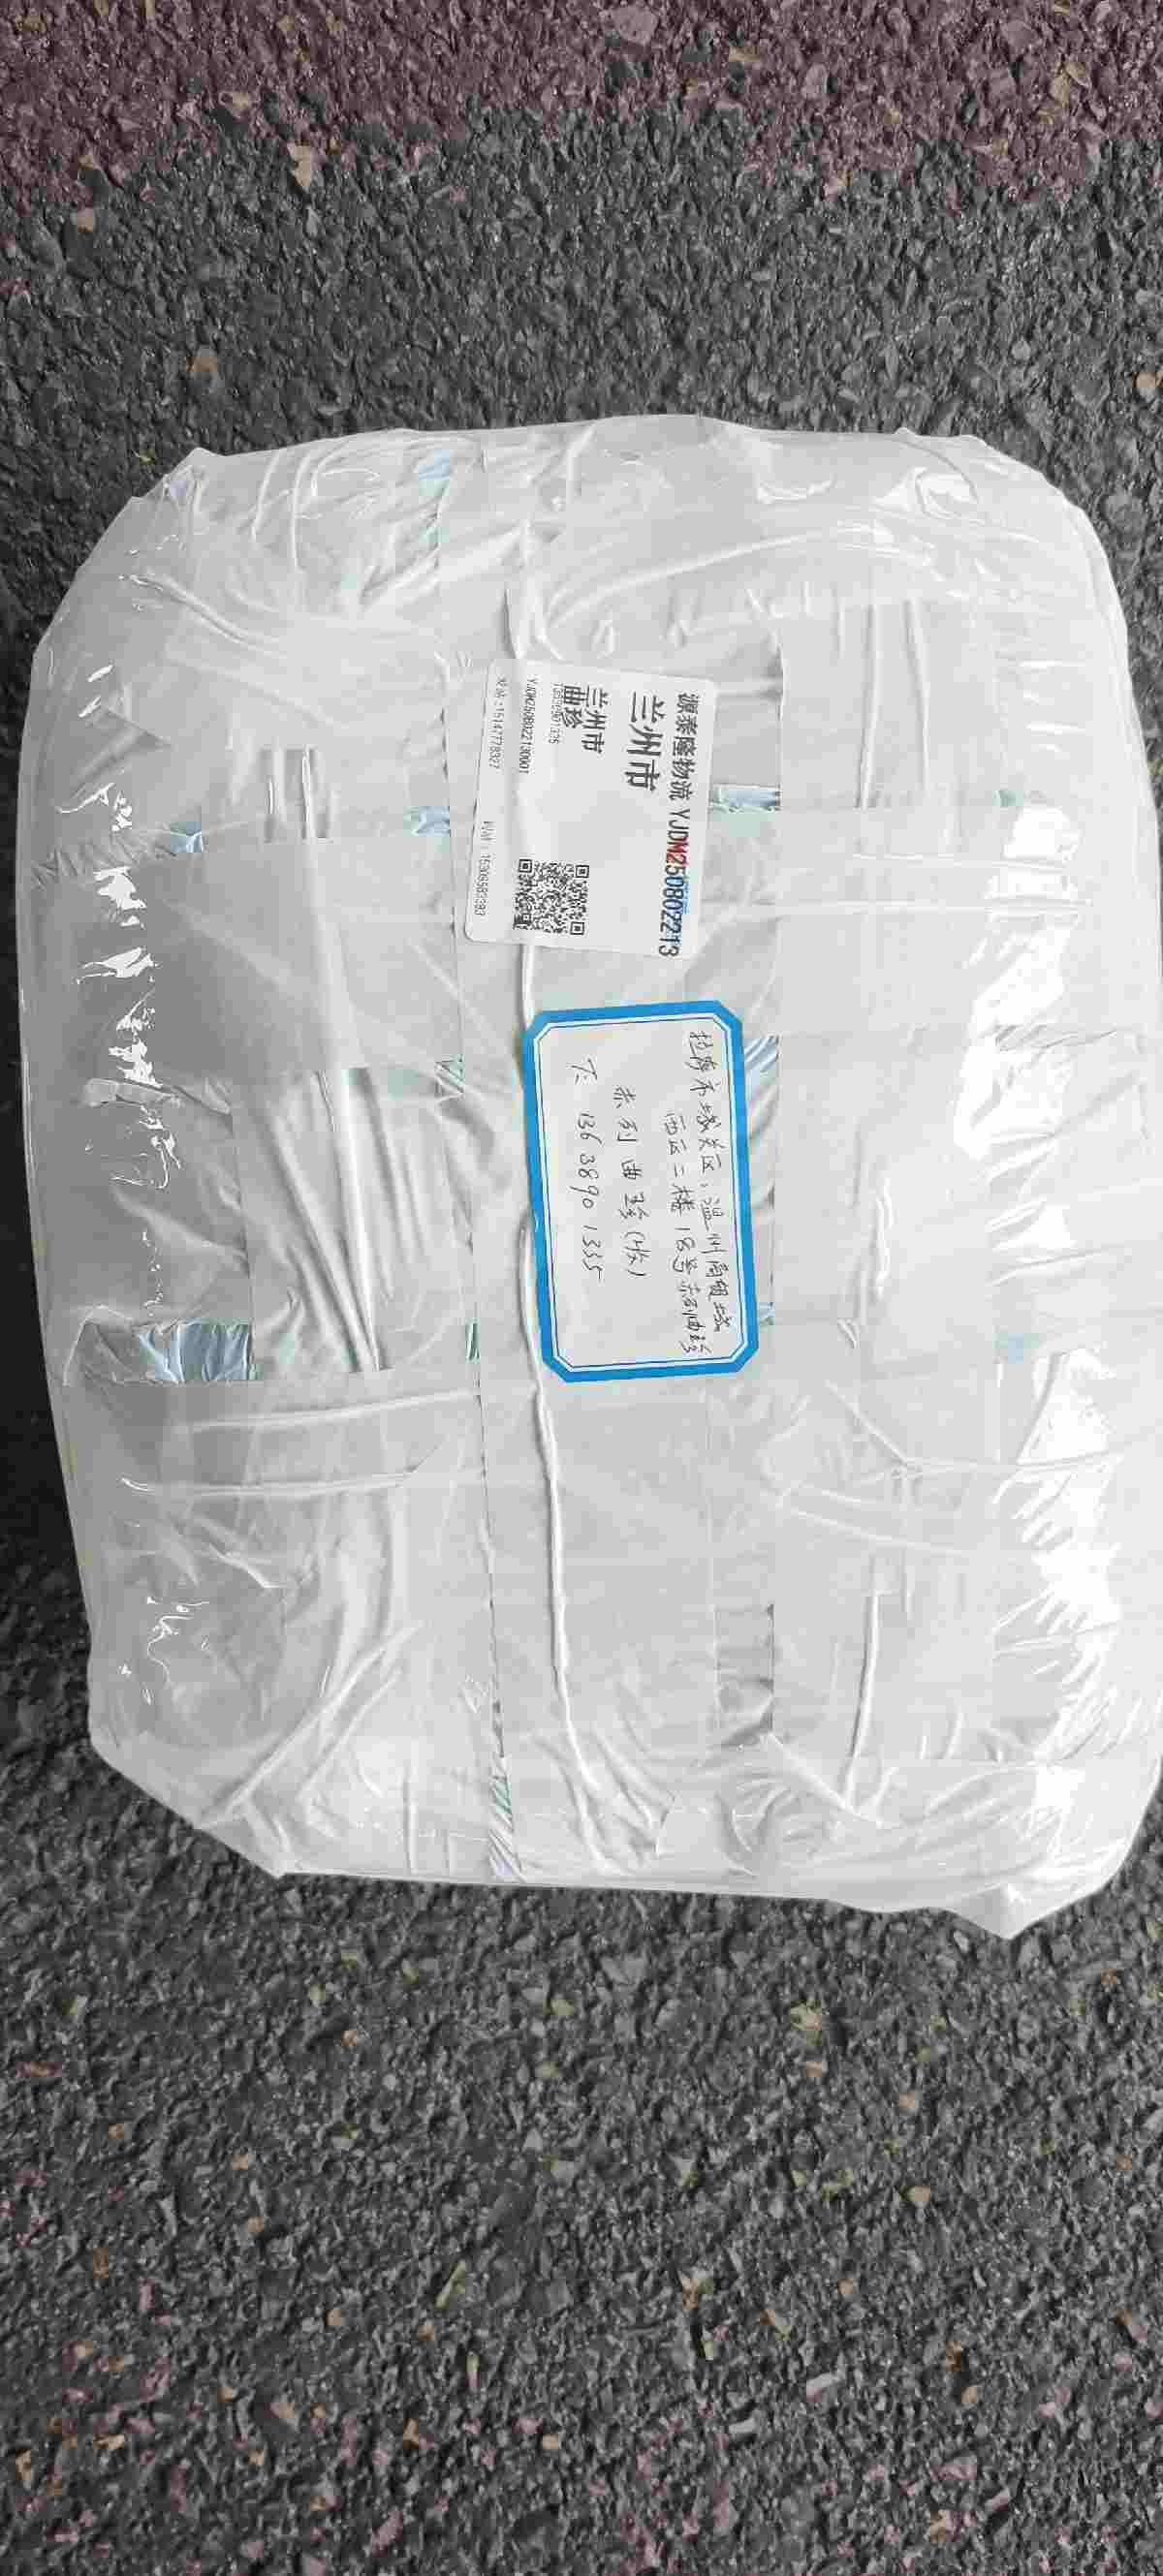 源泰隆物流 YJDM250802213
兰州市
兰州市
曲珍
YJDM250802213001
拉萨市城关区，温州商贸城
西区二楼18号赤列曲珍
赤列曲珍(收)
T: 136 3890 1335